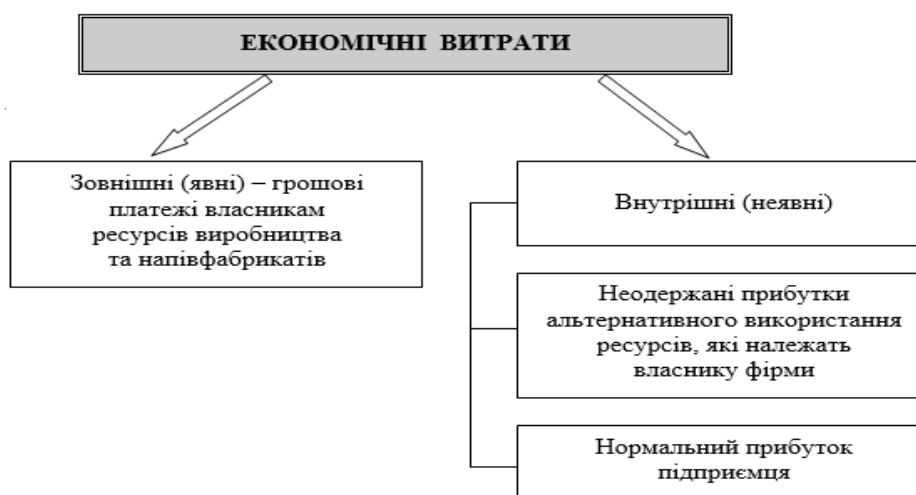 ЕКОНОМІЧНІ ВИТРАТИ
Зовнішні (явні) – грошові
платежі власникам
ресурсів виробництва
та напівфабрикатів
Внутрішні (неявні)
Неодержані прибутки
альтернативного використання
ресурсів, які належать
власнику фірми
Нормальний прибуток
підприємця